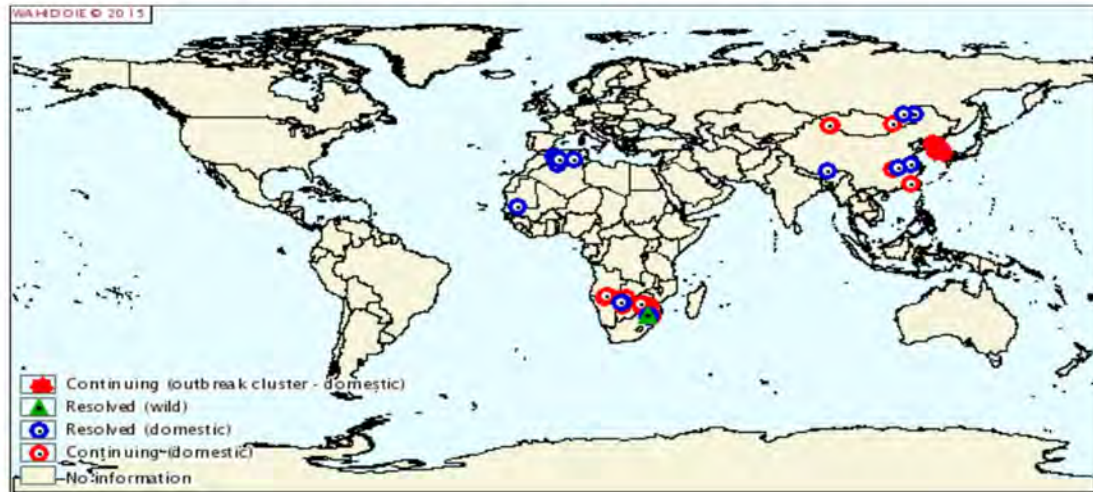 WAHID OIE © 2015
Continuing (outbreak cluster - domestic)
Resolved (wild)
Resolved (domestic)
Continuing (domestic)
No information